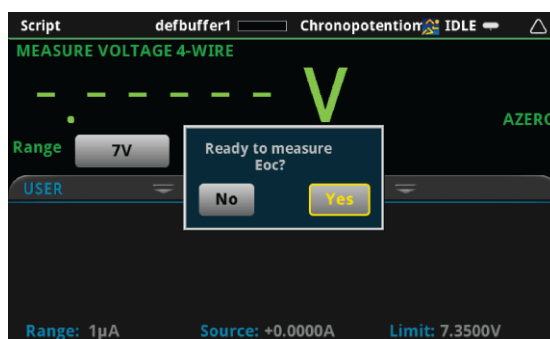 Script defbuffer1 Chronopotention IDLE
MEASURE VOLTAGE 4-WIRE
-.----- V
AZERO
Range 7V
Ready to measure
Eoc?
No Yes
USER
Range: 1µA Source: +0.0000A Limit: 7.3500V